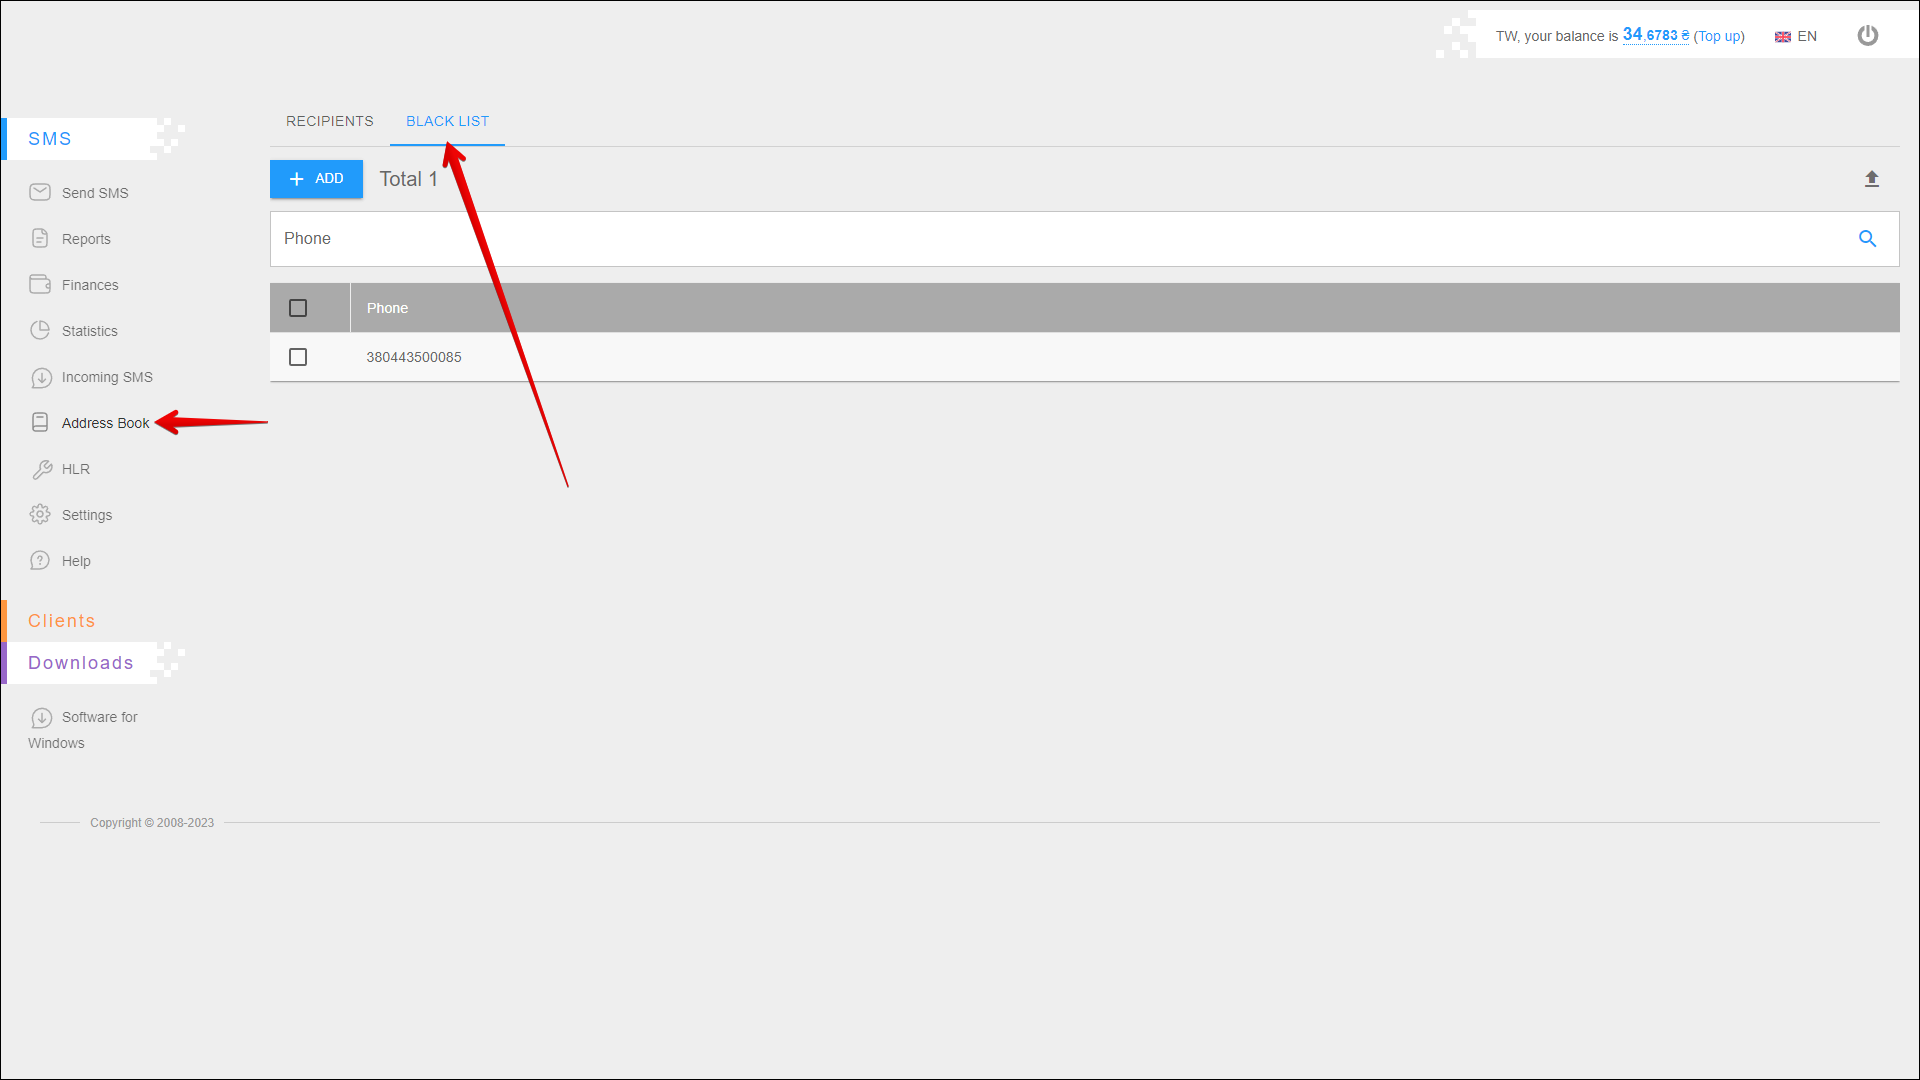 TW, your balance is 34,6783 ₴ (Top up) EN
RECIPIENTS BLACK LIST
SMS
ADD Total 1
Send SMS
Reports
Phone
Finances
Statistics
Incoming SMS
Address Book
HLR
Settings
Help
Phone
380443500085
Clients
Downloads
Software for
Windows
Copyright © 2008-2023